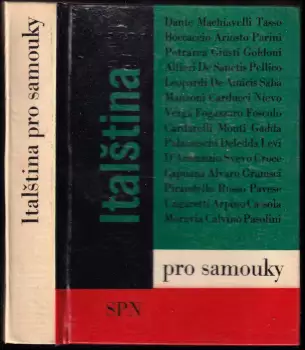 Italština pro samouky
Italština
Dante Machiavelli Tasso
Boccaccio Ariosto Parini
Petrarca Giusti Goldoni
Alfieri De Sanctis Pellico
Leopardi De Amicis Saba
Manzoni Carducci Nievo
Verga Fogazzaro Foscolo
Cardarelli Monti Gadda
Palazzeschi Deledda Levi
D'Annunzio Svevo Croce
Capuana Alvaro Gramsci
Pirandello Rosso Pavese
Ungaretti Arpino Cassola
Moravia Calvino Pasolini
pro samouky
SPN